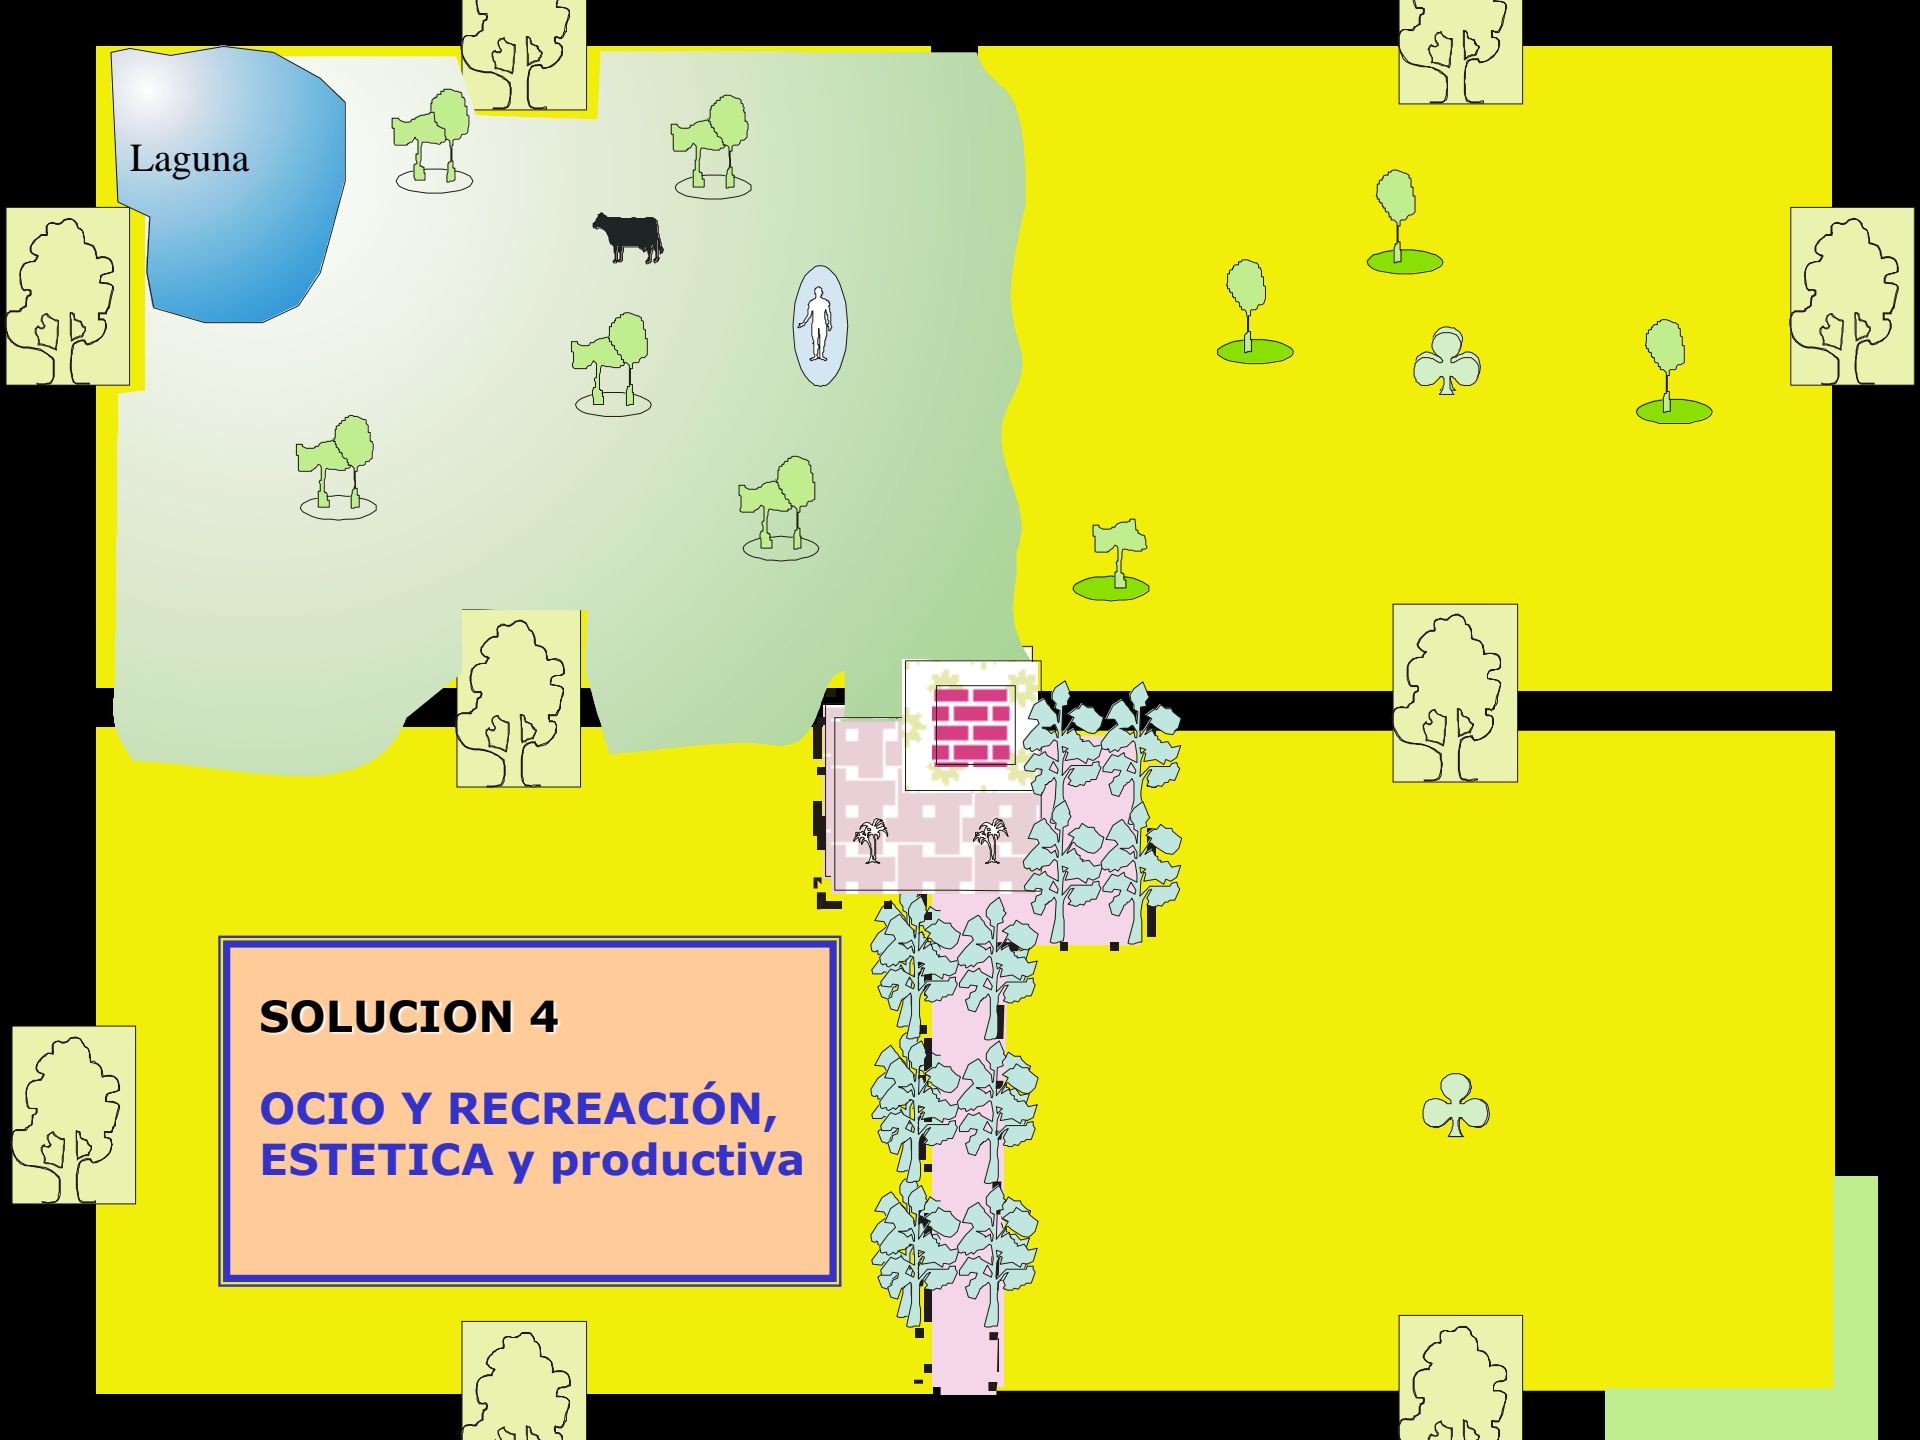 Laguna
SOLUCION 4
OCIO Y RECREACIÓN,
ESTETICA y productiva